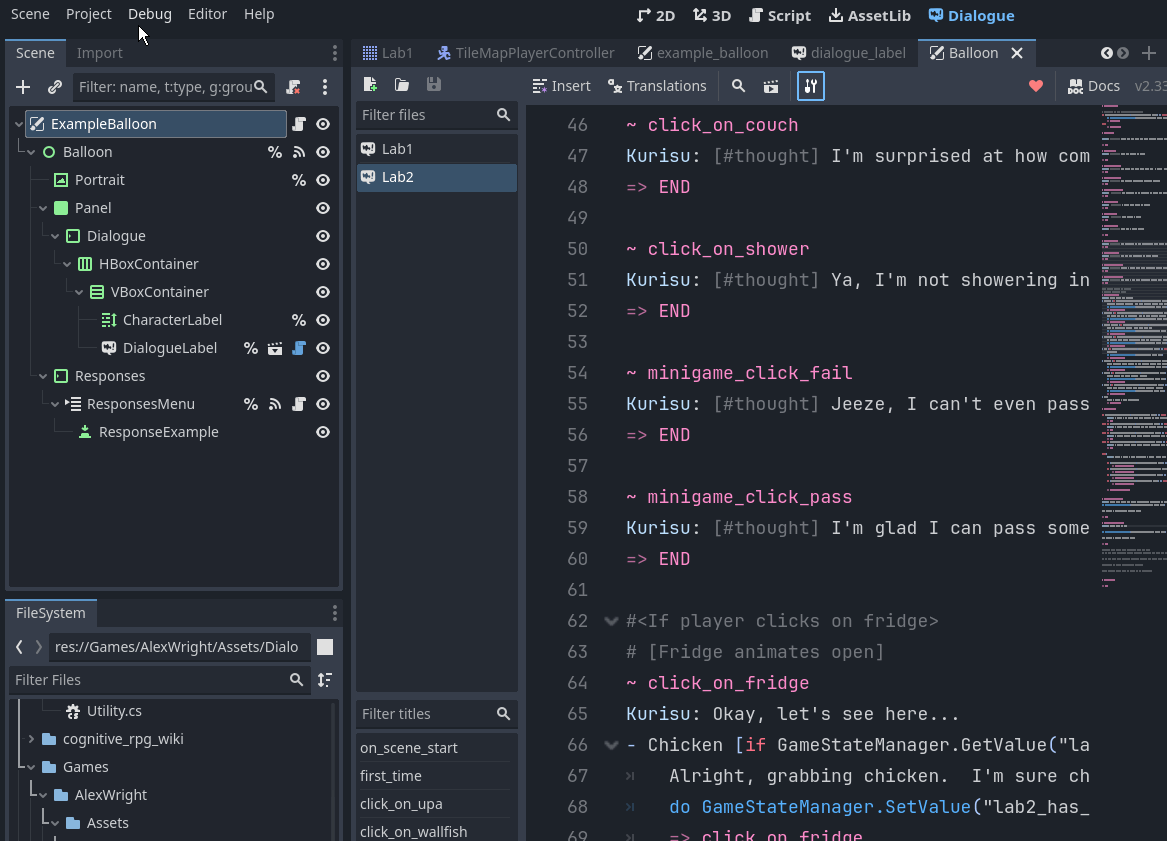 Scene Project Debug Editor Help
2D 3D Script AssetLib Dialogue
Scene Import
Lab1 TileMapPlayerController example_balloon dialogue_label Balloon
Filter: name, t:type, g:grou
Insert Translations Docs v2.33
ExampleBalloon
Balloon
Portrait
Panel
Dialogue
HBoxContainer
VBoxContainer
CharacterLabel
DialogueLabel
Responses
ResponsesMenu
ResponseExample
FileSystem
res://Games/AlexWright/Assets/Dialo
Filter Files
Utility.cs
cognitive_rpg_wiki
Games
AlexWright
Assets
Filter files
Lab1
Lab2
Filter titles
on_scene_start
first_time
click_on_upa
click_on_wallfish
46 ~ click_on_couch
47 Kurisu: [#thought] I'm surprised at how com
48 => END
49
50 ~ click_on_shower
51 Kurisu: [#thought] Ya, I'm not showering in
52 => END
53
54 ~ minigame_click_fail
55 Kurisu: [#thought] Jeeze, I can't even pass
56 => END
57
58 ~ minigame_click_pass
59 Kurisu: [#thought] I'm glad I can pass some
60 => END
61
62 #<If player clicks on fridge>
63 # [Fridge animates open]
64 ~ click_on_fridge
65 Kurisu: Okay, let's see here...
66 - Chicken [if GameStateManager.GetValue("la
67 Alright, grabbing chicken.  I'm sure ch
68 do GameStateManager.SetValue("lab2_has_
69 => click_on_fridge